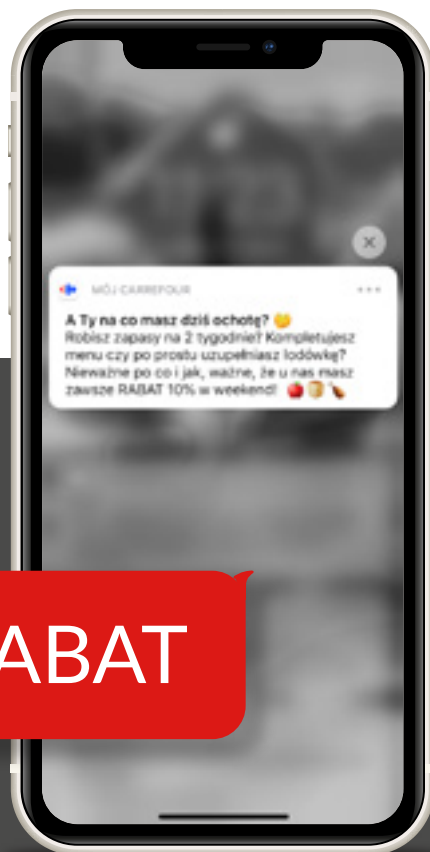 MÓJ CARREFOUR
A Ty na co masz dziś ochotę? 😋
Robisz zapasy na 2 tygodnie? Kompletujesz
menu czy po prostu uzupełniasz lodówkę?
Nieważne po co i jak, ważne, że u nas masz
zawsze RABAT 10% w weekend! 🍎🍞🍗
ABAT